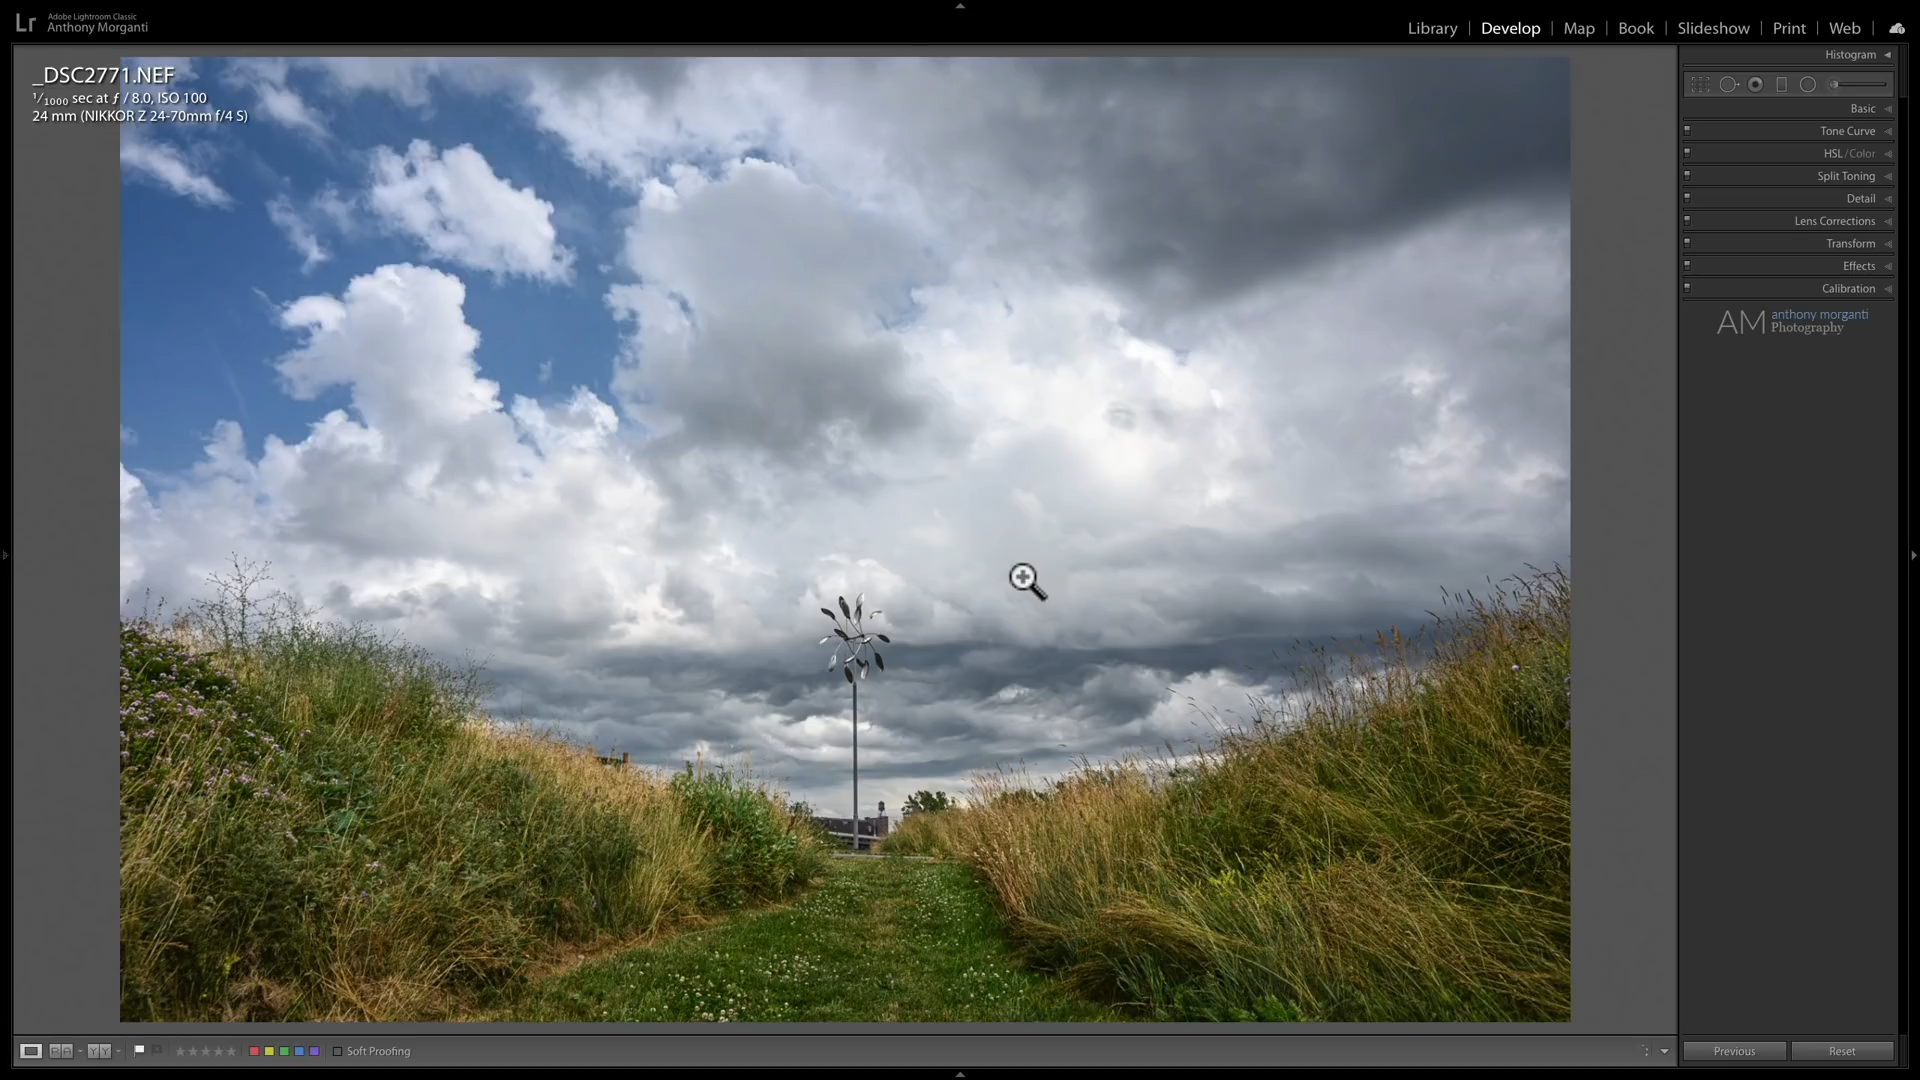 Lr
Adobe Lightroom Classic
Anthony Morganti
Library | Develop | Map | Book | Slideshow | Print | Web
_DSC2771.NEF
1/1000 sec at ƒ / 8.0, ISO 100
24 mm (NIKKOR Z 24-70mm f/4 S)
Histogram
Basic
Tone Curve
HSL / Color
Split Toning
Detail
Lens Corrections
Transform
Effects
Calibration
AM anthony morganti
Photography
R A
Y Y
Soft Proofing
Previous
Reset